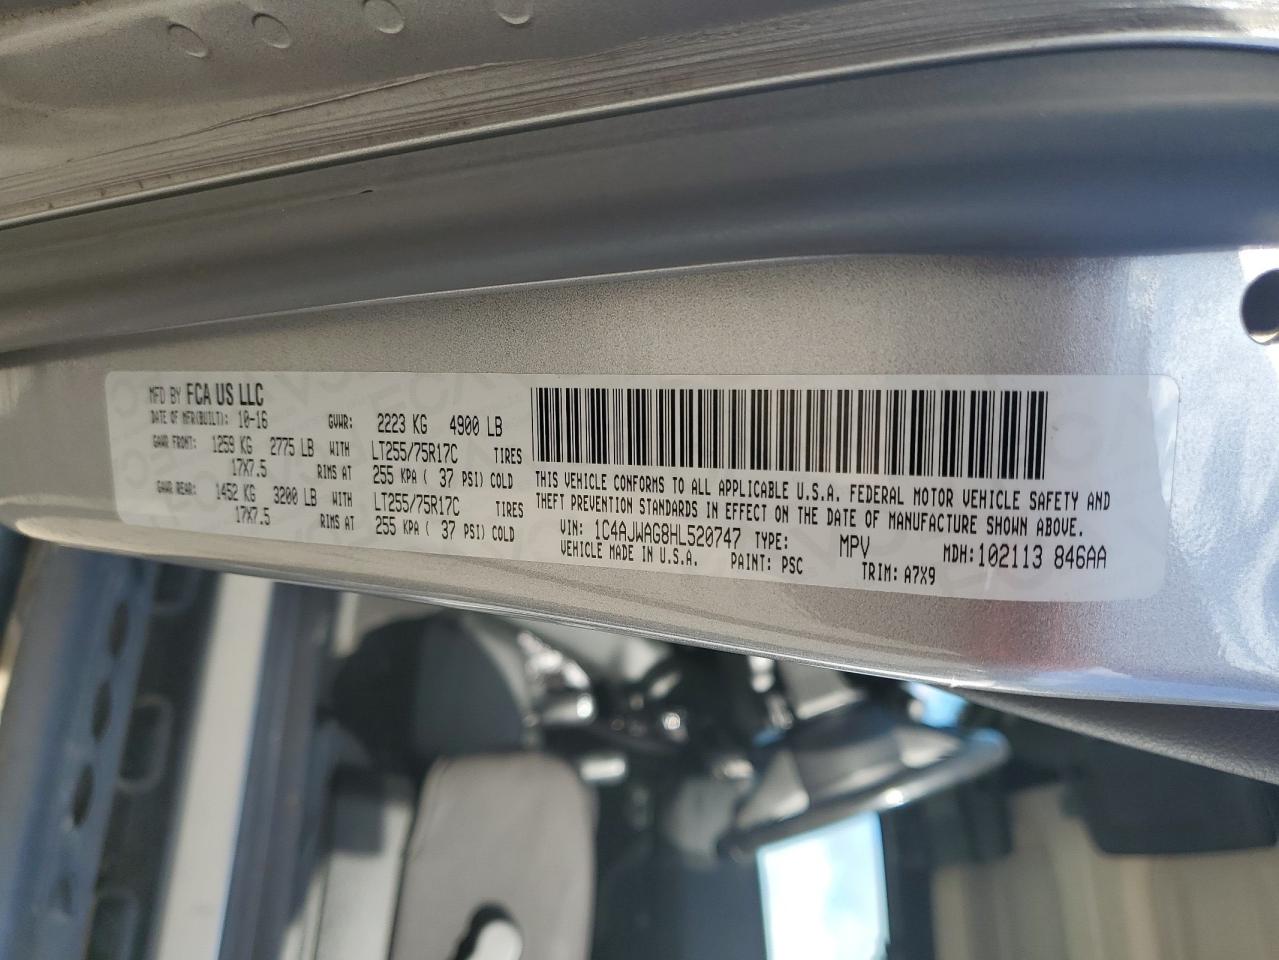 MFD BY FCA US LLC
DATE OF MFR(BUILT): 10-16 GVWR: 2223 KG 4900 LB
GAWR FRONT: 1259 KG 2775 LB WITH LT255/75R17C TIRES
17X7.5 RIMS AT 255 KPA ( 37 PSI) COLD
GAWR REAR: 1452 KG 3200 LB WITH LT255/75R17C TIRES
17X7.5 RIMS AT 255 KPA ( 37 PSI) COLD
THIS VEHICLE CONFORMS TO ALL APPLICABLE U.S.A. FEDERAL MOTOR VEHICLE SAFETY AND
THEFT PREVENTION STANDARDS IN EFFECT ON THE DATE OF MANUFACTURE SHOWN ABOVE.
VIN: 1C4AJWAG8HL520747 TYPE: MPV MDH:102113 846AA
VEHICLE MADE IN U.S.A. PAINT: PSC TRIM: A7X9